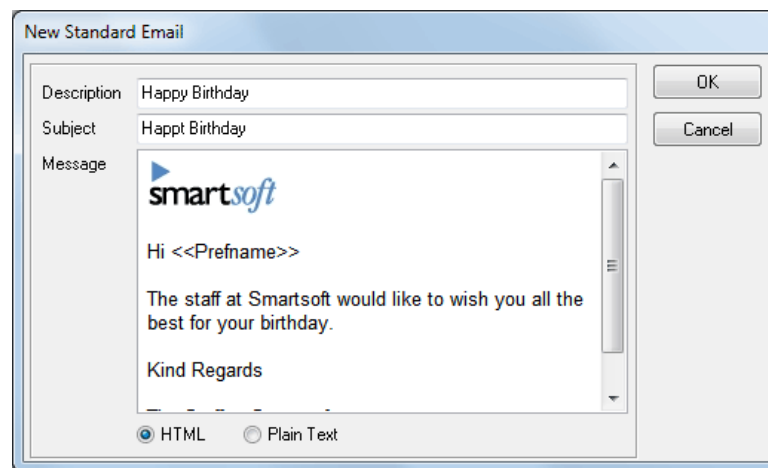 New Standard Email
OK
Description Happy Birthday
Subject Happt Birthday
Cancel
Message
smartsoft
Hi <<Prefname>>
The staff at Smartsoft would like to wish you all the
best for your birthday.
Kind Regards
HTML Plain Text